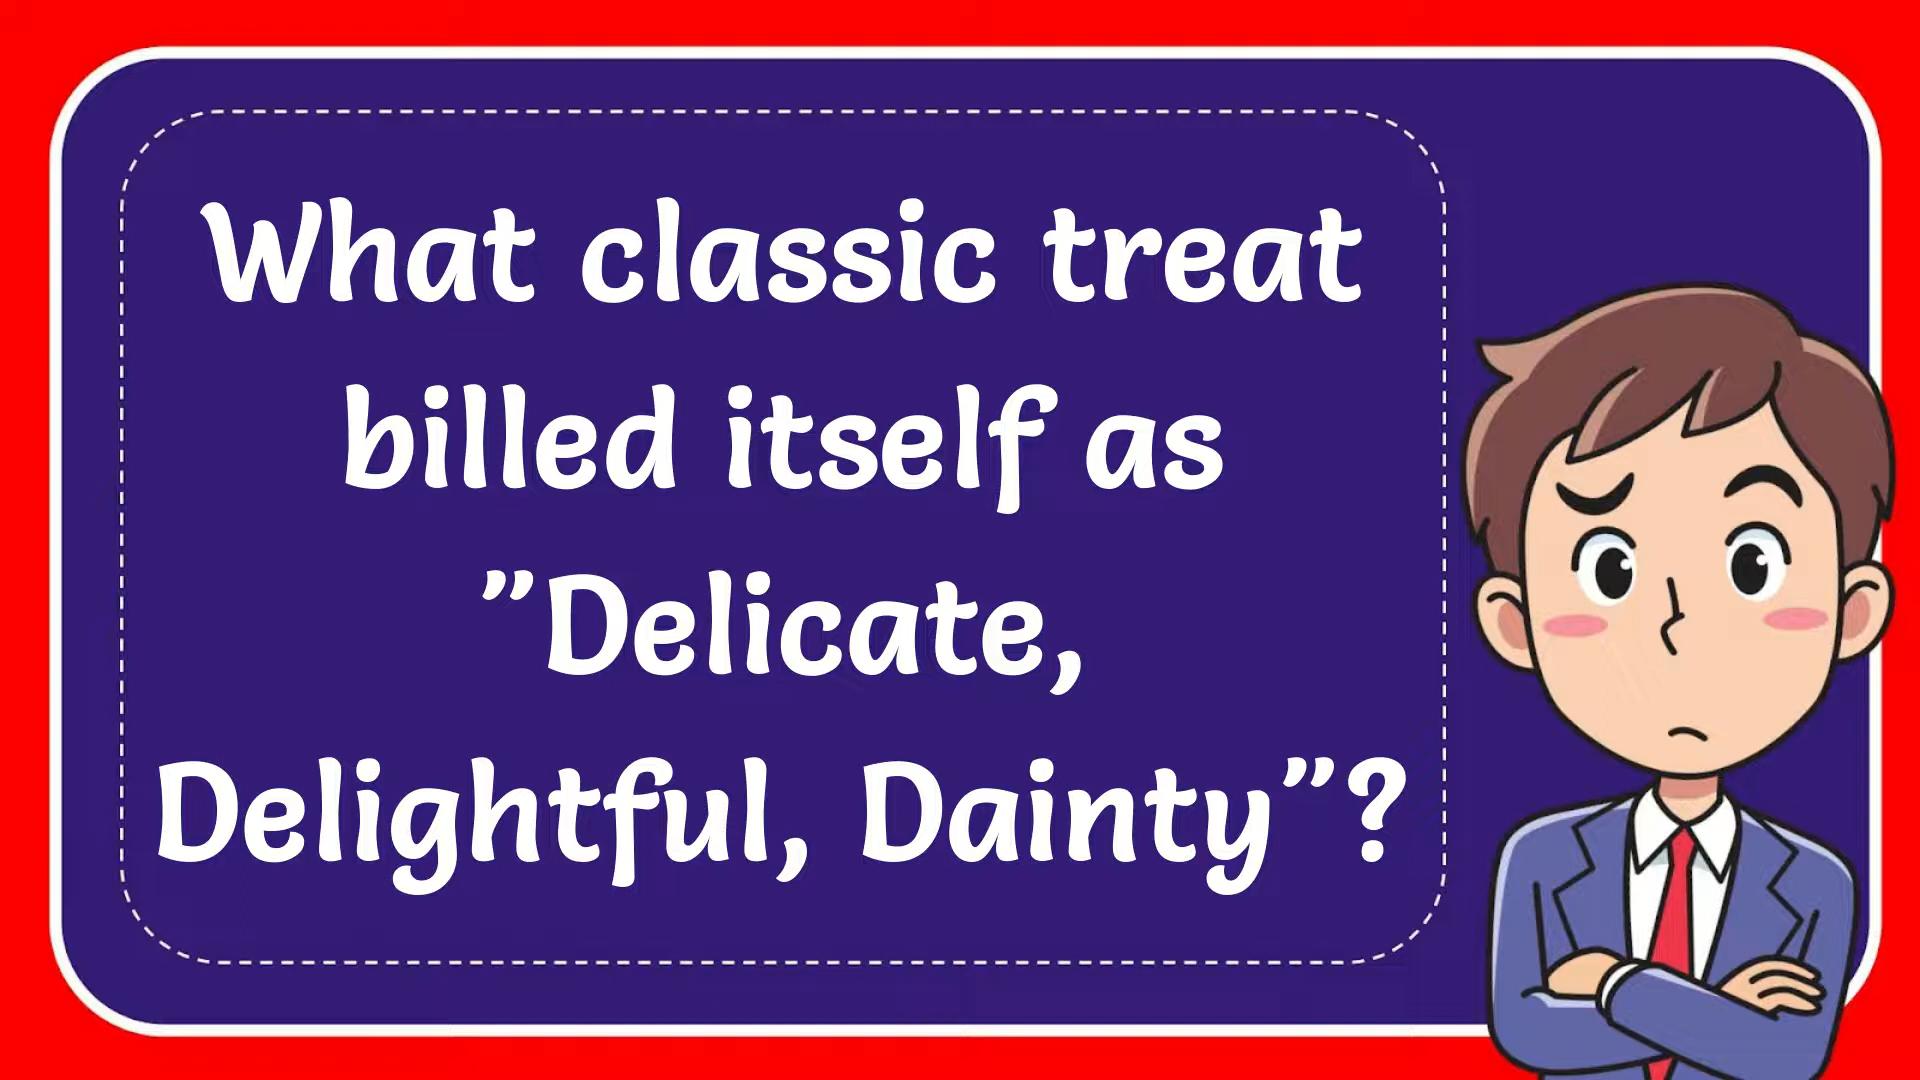 What classic treat
billed itself as
"Delicate,
Delightful, Dainty"?